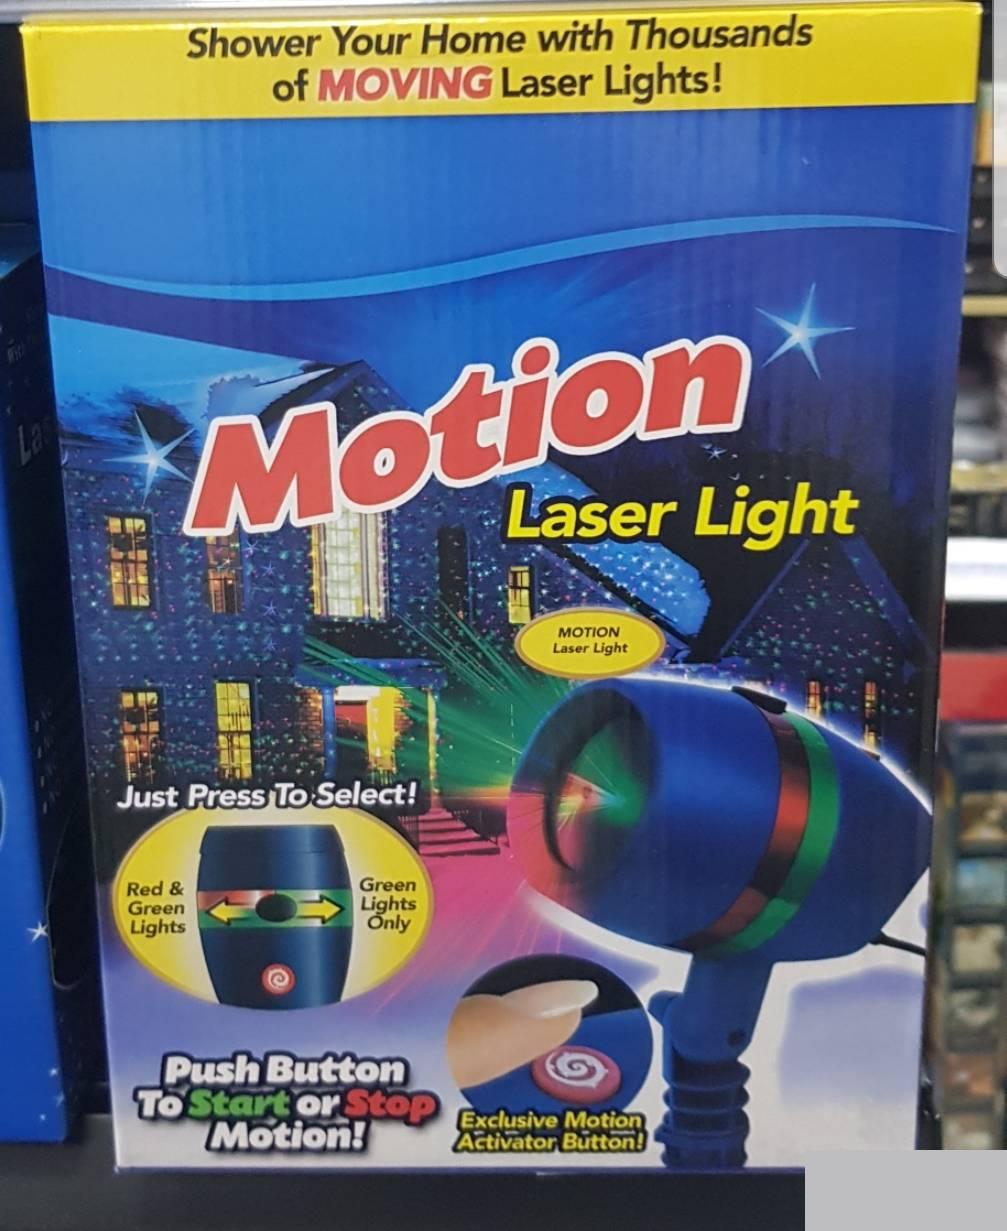 Shower Your Home with Thousands
of MOVING Laser Lights!
Motion
Laser Light
MOTION
Laser Light
Just Press To Select!
Red &
Green
Lights
Green
Lights
Only
Push Button
To Start or Stop
Motion!
Exclusive Motion
Activator Button!